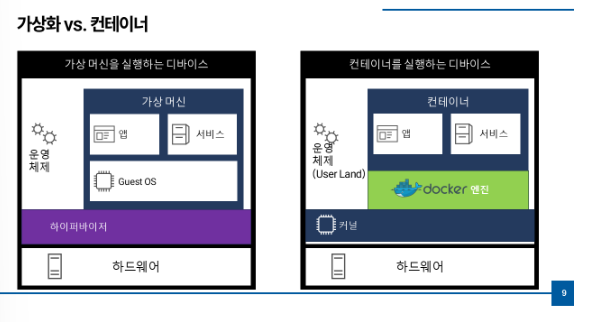 가상화 vs. 컨테이너
가상 머신을 실행하는 디바이스
가상 머신
운영
체제
앱
서비스
Guest OS
하이퍼바이저
하드웨어
컨테이너를 실행하는 디바이스
컨테이너
운영
체제
(User Land)
앱
서비스
docker 엔진
커널
하드웨어
9